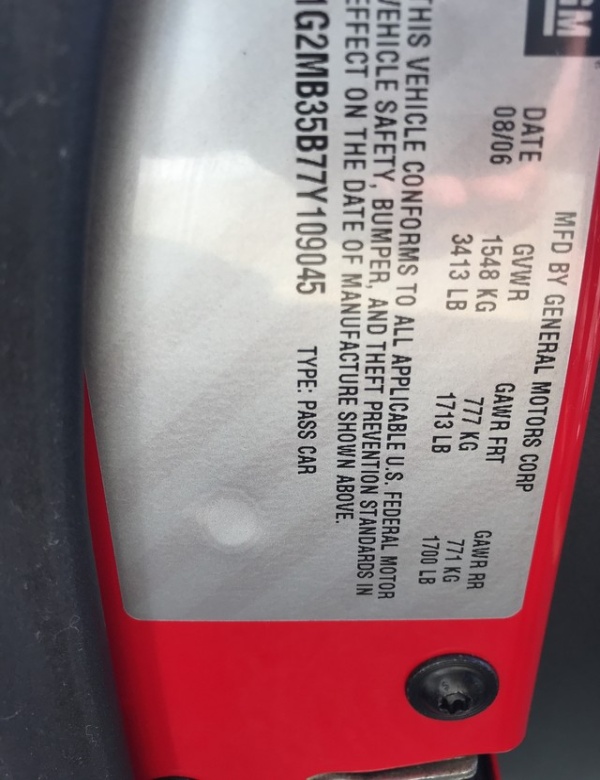 GM
MFD BY GENERAL MOTORS CORP
DATE GVWR GAWR FRT GAWR RR
08/06 1548 KG 777 KG 771 KG
3413 LB 1713 LB 1700 LB
THIS VEHICLE CONFORMS TO ALL APPLICABLE U.S. FEDERAL MOTOR
VEHICLE SAFETY, BUMPER, AND THEFT PREVENTION STANDARDS IN
EFFECT ON THE DATE OF MANUFACTURE SHOWN ABOVE.
1G2MB35B77Y109045 TYPE: PASS CAR